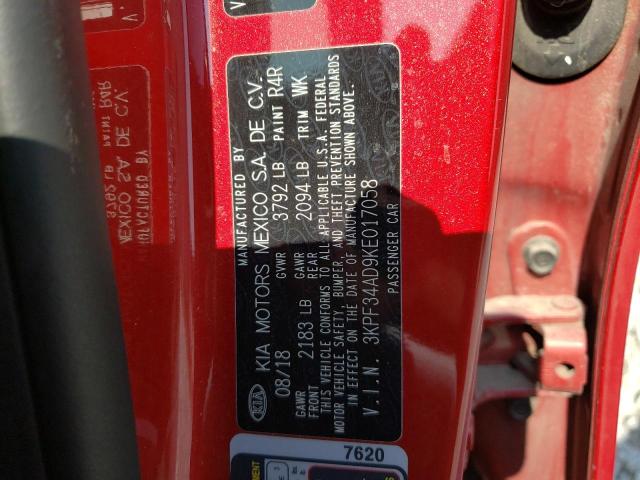 MANUFACTURED BY
KIA KIA MOTORS MEXICO S.A. DE C.V.
08/18 GVWR 3792 LB PAINT R4R
GAWR FRONT 2183 LB GAWR REAR 2094 LB TRIM WK
THIS VEHICLE CONFORMS TO ALL APPLICABLE U.S.A. FEDERAL
MOTOR VEHICLE SAFETY, BUMPER, AND THEFT PREVENTION STANDARDS
IN EFFECT ON THE DATE OF MANUFACTURE SHOWN ABOVE.
V.I.N. 3KPF34AD9KE017058
PASSENGER CAR
7620